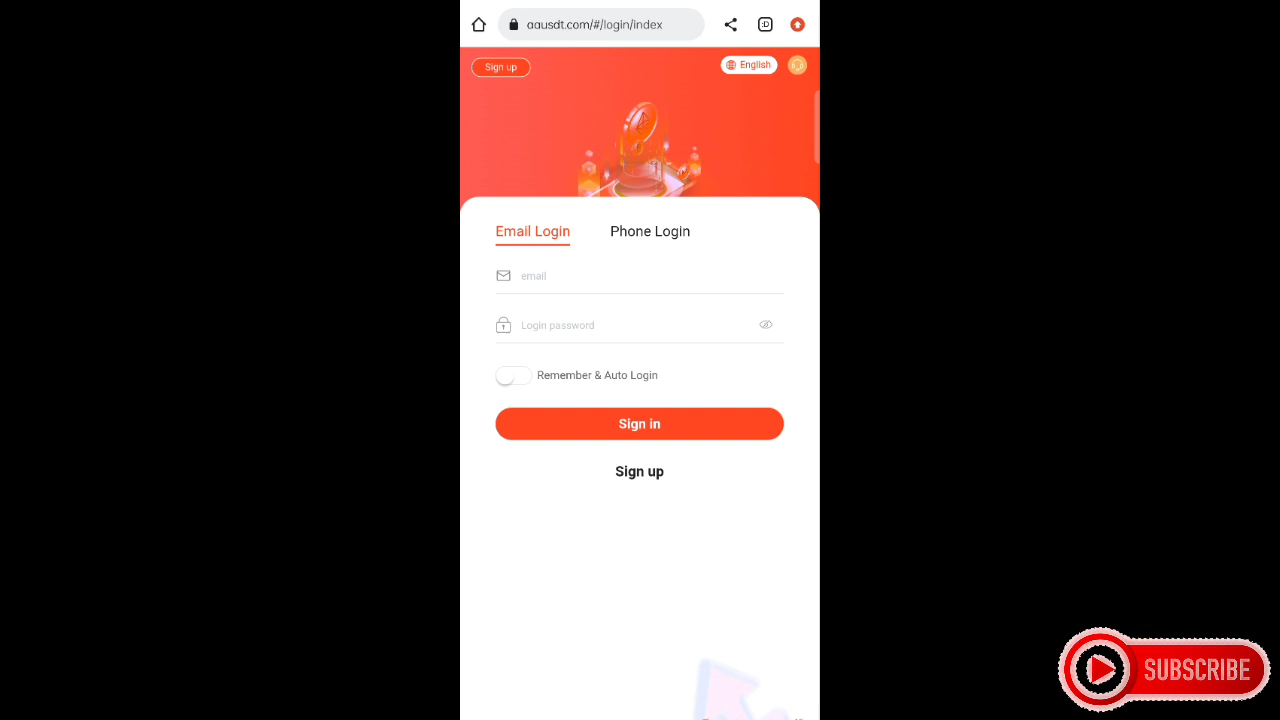 aausdt.com/#/login/index
:D
Sign up
English
Email Login
Phone Login
email
Login password
Remember & Auto Login
Sign in
Sign up
SUBSCRIBE